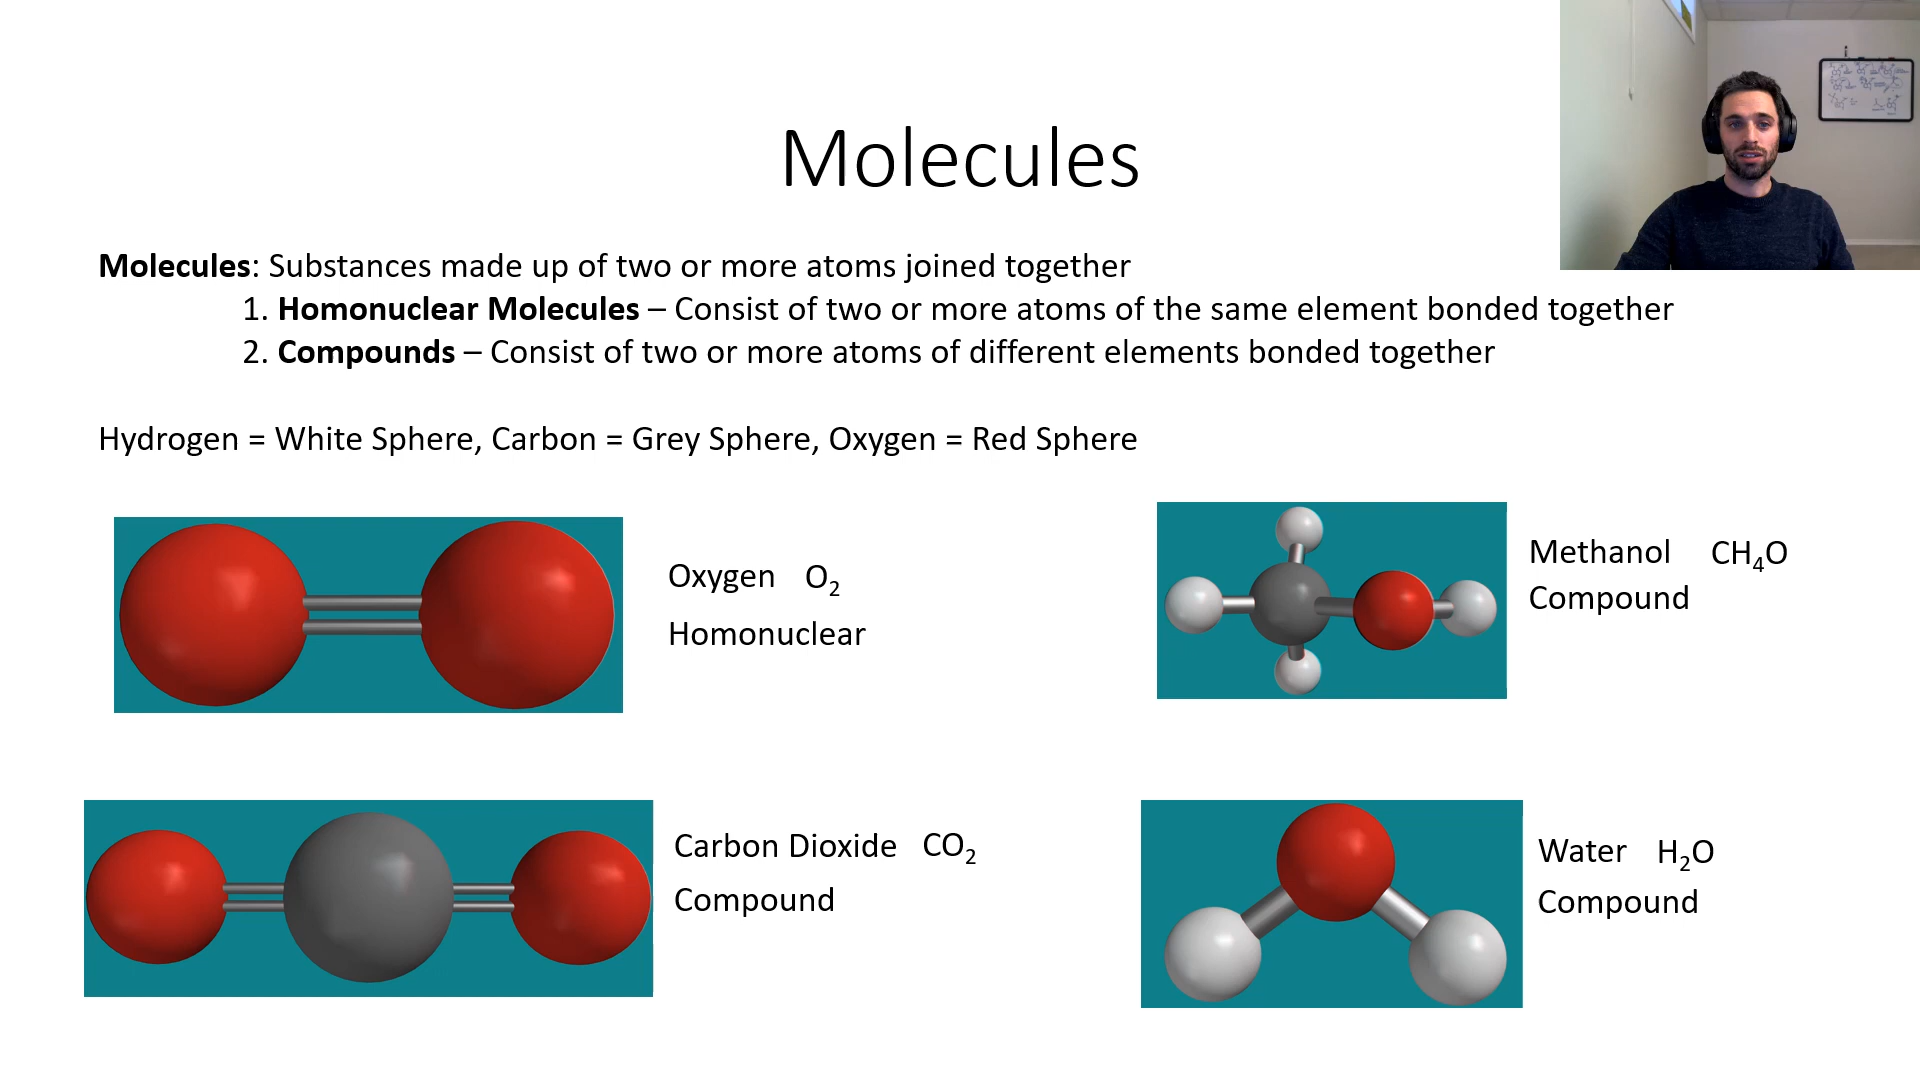 Molecules
Molecules: Substances made up of two or more atoms joined together
1. Homonuclear Molecules – Consist of two or more atoms of the same element bonded together
2. Compounds – Consist of two or more atoms of different elements bonded together
Hydrogen = White Sphere, Carbon = Grey Sphere, Oxygen = Red Sphere
Oxygen O₂
Homonuclear
Methanol CH₄O
Compound
Carbon Dioxide CO₂
Compound
Water H₂O
Compound